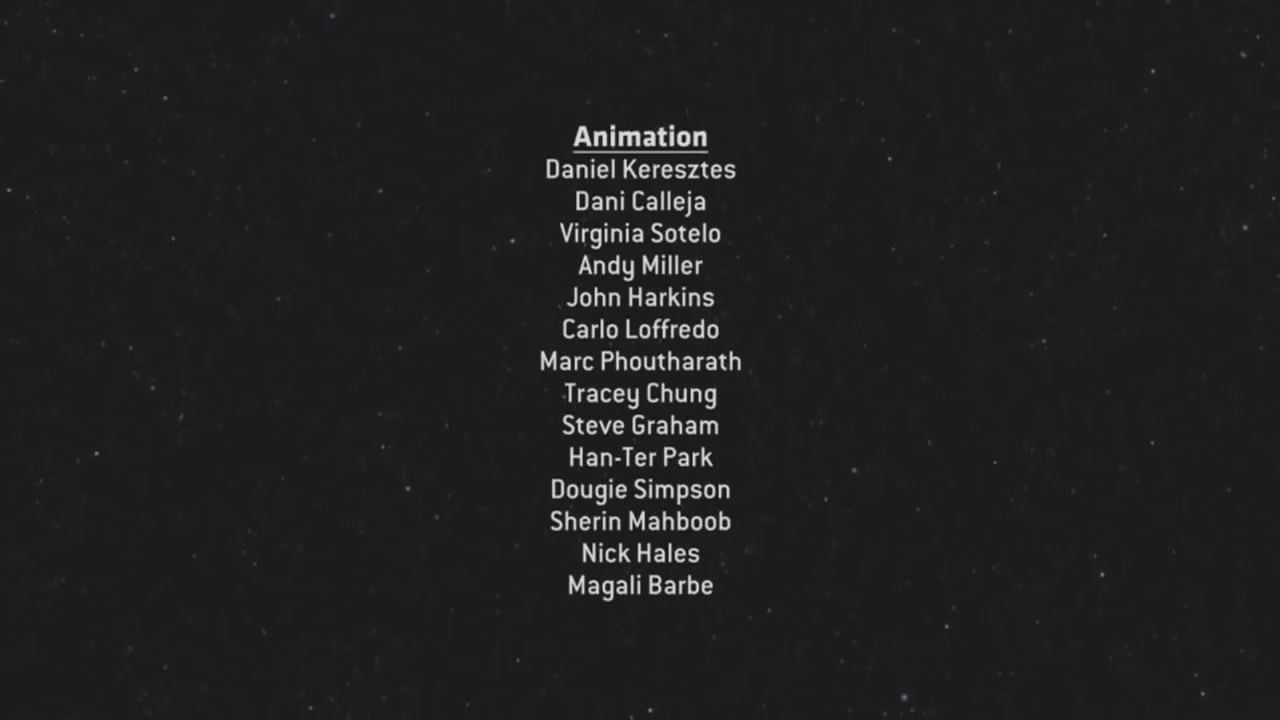 Animation
Daniel Keresztes
Dani Calleja
Virginia Sotelo
Andy Miller
John Harkins
Carlo Loffredo
Marc Phoutharath
Tracey Chung
Steve Graham
Han-Ter Park
Dougie Simpson
Sherin Mahboob
Nick Hales
Magali Barbe